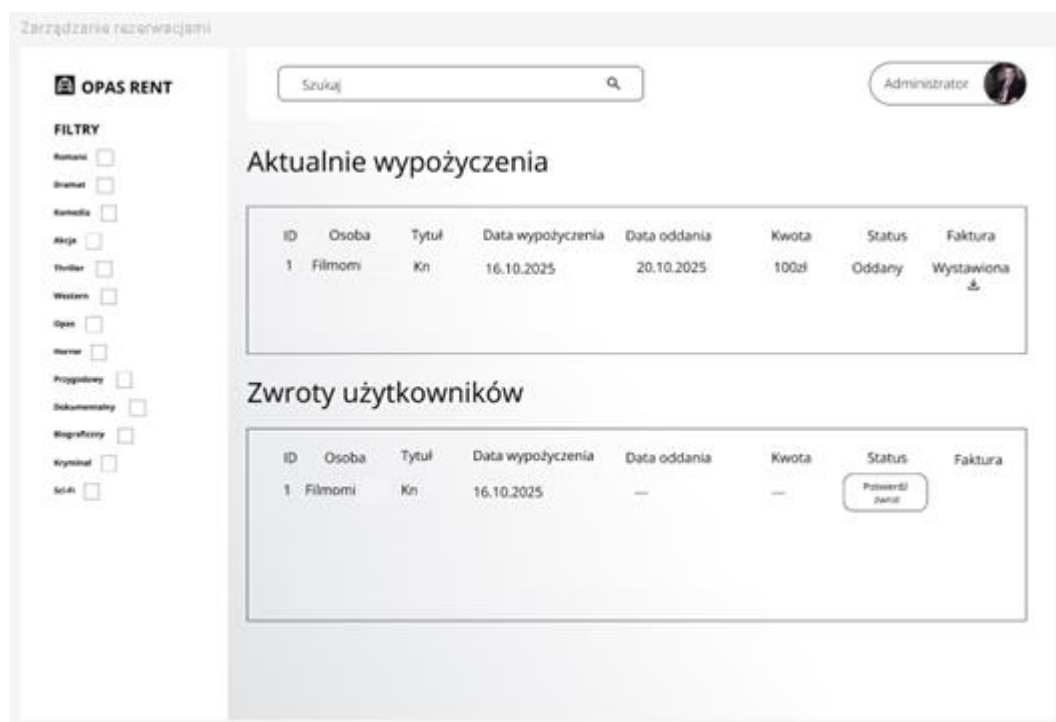 Zarządzanie rezerwacjami
OPAS RENT
Szukaj
Administrator
FILTRY
Romans
Dramat
Komedia
Akcja
Thriller
Western
Opas
Horror
Przygodowy
Dokumentalny
Biograficzny
Kryminał
Sci-Fi
Aktualnie wypożyczenia
ID Osoba Tytuł Data wypożyczenia Data oddania Kwota Status Faktura
1 Filmomi Kn 16.10.2025 20.10.2025 100zł Oddany Wystawiona
Zwroty użytkowników
ID Osoba Tytuł Data wypożyczenia Data oddania Kwota Status Faktura
1 Filmomi Kn 16.10.2025 --- --- Potwierdź
zwrot